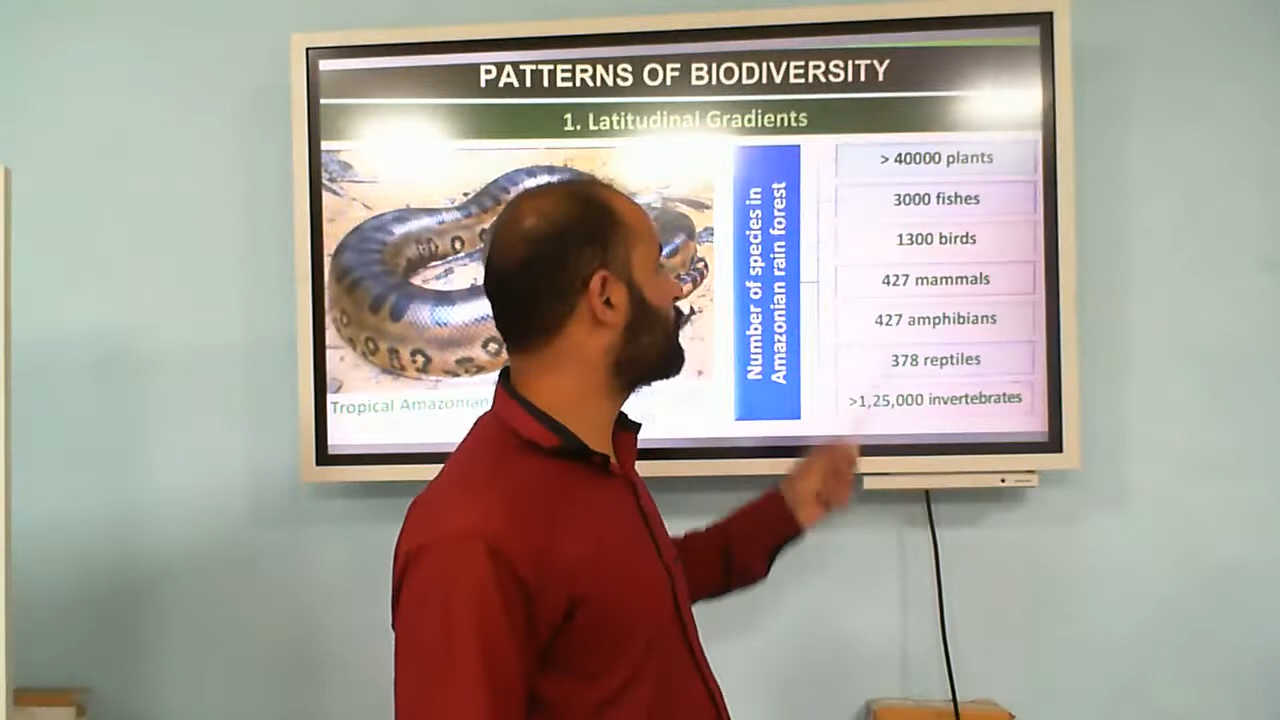 PATTERNS OF BIODIVERSITY
1. Latitudinal Gradients
Tropical Amazonian
Number of species in
Amazonian rain forest
> 40000 plants
3000 fishes
1300 birds
427 mammals
427 amphibians
378 reptiles
>1,25,000 invertebrates